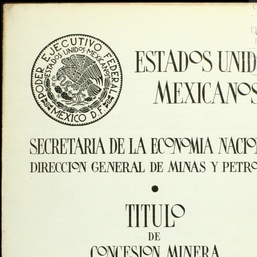 PODER EJECUTIVO FEDERAL
ESTADOS UNIDOS MEXICANOS
MEXICO D.F.
ESTADOS UNID
MEXICANOS
SECRETARIA DE LA ECONOMIA NACIO
DIRECCION GENERAL DE MINAS Y PETRO
•
TITULO
DE
CONCESION MINERA